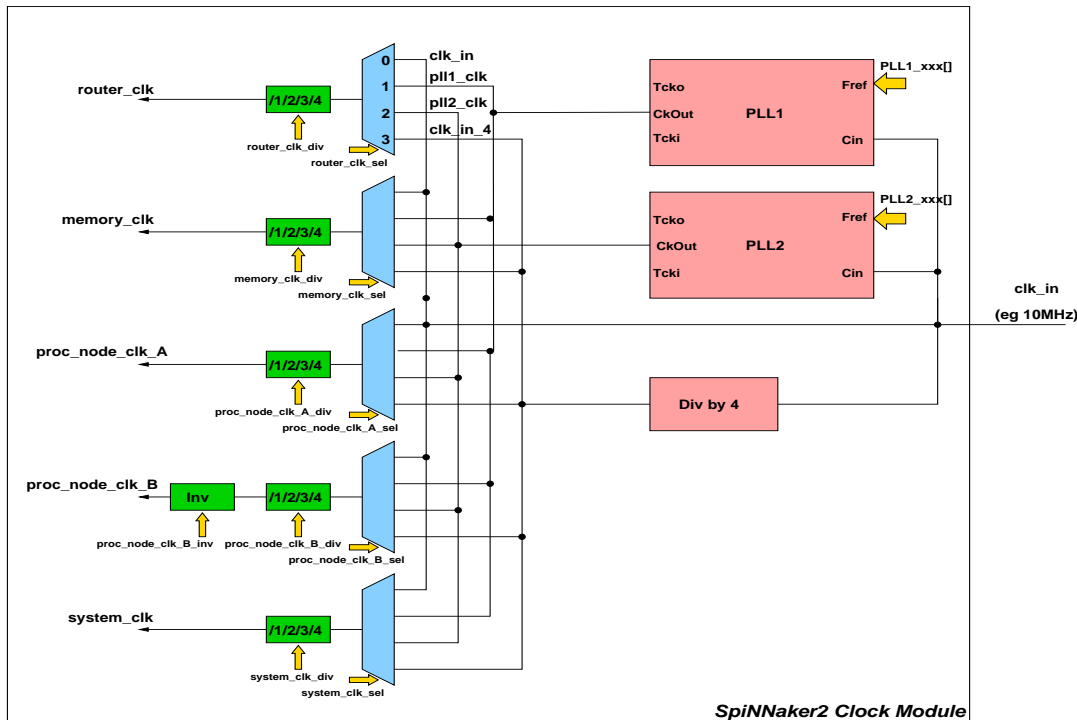 clk_in
0
PLL1_xxx[]
pll1_clk
1
Tcko
Fref
router_clk
/1/2/3/4
pll2_clk
2
CkOut
PLL1
clk_in_4
3
Tcki
Cin
router_clk_div
router_clk_sel
PLL2_xxx[]
Tcko
Fref
memory_clk
/1/2/3/4
CkOut
PLL2
Tcki
Cin
memory_clk_div
memory_clk_sel
clk_in
(eg 10MHz)
proc_node_clk_A
/1/2/3/4
Div by 4
proc_node_clk_A_div
proc_node_clk_A_sel
proc_node_clk_B
Inv
/1/2/3/4
proc_node_clk_B_inv
proc_node_clk_B_div
proc_node_clk_B_sel
system_clk
/1/2/3/4
system_clk_div
system_clk_sel
SpiNNaker2 Clock Module